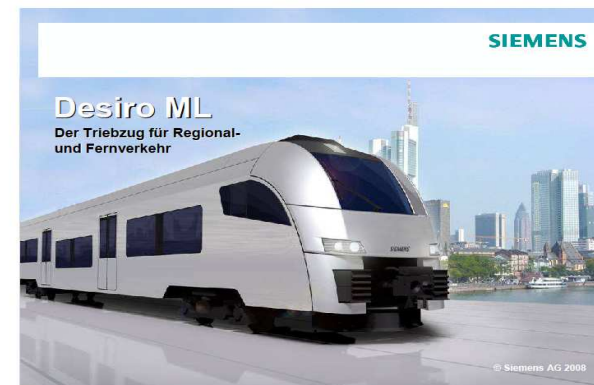 SIEMENS
Desiro ML
Der Triebzug für Regional-
und Fernverkehr
SIEMENS
© Siemens AG 2008